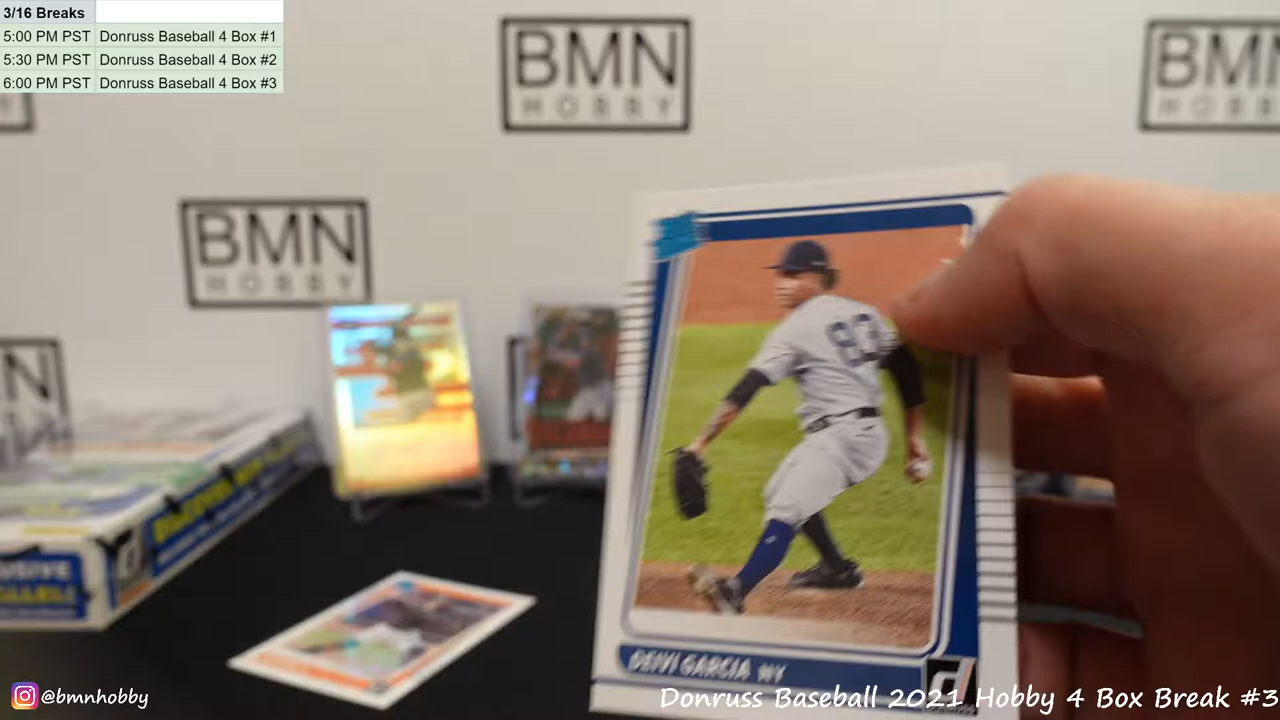 3/16 Breaks
5:00 PM PST Donruss Baseball 4 Box #1
5:30 PM PST Donruss Baseball 4 Box #2
6:00 PM PST Donruss Baseball 4 Box #3
BMN
HOBBY
BMN
HOBBY
BMN
HOBBY
83
DEIVI GARCIA NY
@bmnhobby
Donruss Baseball 2021 Hobby 4 Box Break #3